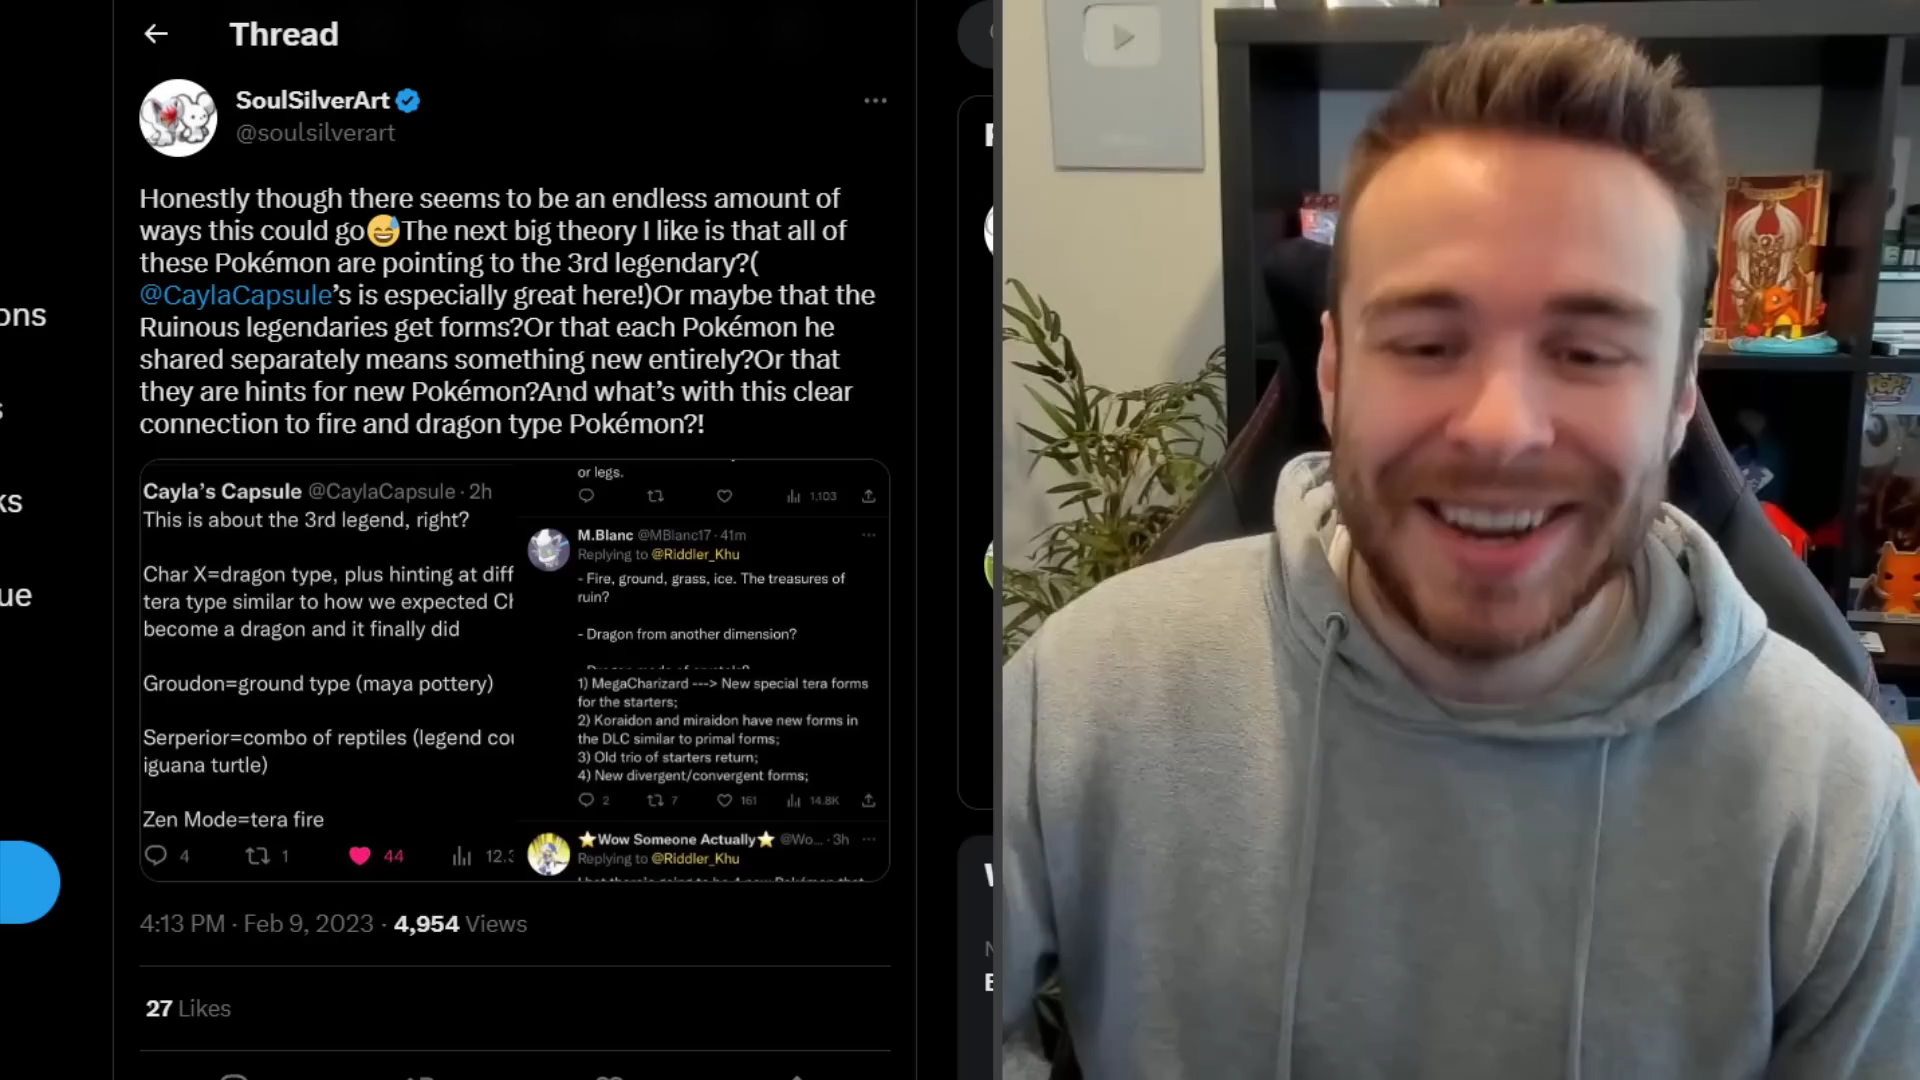 Thread
SoulSilverArt
@soulsilverart
Honestly though there seems to be an endless amount of
ways this could go😅The next big theory I like is that all of
these Pokémon are pointing to the 3rd legendary?(
@CaylaCapsule's is especially great here!)Or maybe that the
Ruinous legendaries get forms?Or that each Pokémon he
shared separately means something new entirely?Or that
they are hints for new Pokémon?And what's with this clear
connection to fire and dragon type Pokémon?!
Cayla's Capsule @CaylaCapsule · 2h
This is about the 3rd legend, right?
Char X=dragon type, plus hinting at diff
tera type similar to how we expected Ch
become a dragon and it finally did
Groudon=ground type (maya pottery)
Serperior=combo of reptiles (legend cou
iguana turtle)
Zen Mode=tera fire
4 1 44 12.3
or legs.
1,103
M.Blanc @MBlanc17 · 41m
Replying to @Riddler_Khu
- Fire, ground, grass, ice. The treasures of
ruin?
- Dragon from another dimension?
1) MegaCharizard ---> New special tera forms
for the starters;
2) Koraidon and miraidon have new forms in
the DLC similar to primal forms;
3) Old trio of starters return;
4) New divergent/convergent forms;
2 7 161 14.8K
⭐Wow Someone Actually⭐ @Wo... · 3h
Replying to @Riddler_Khu
4:13 PM · Feb 9, 2023 · 4,954 Views
27 Likes
ons
s
ks
ue
POP!